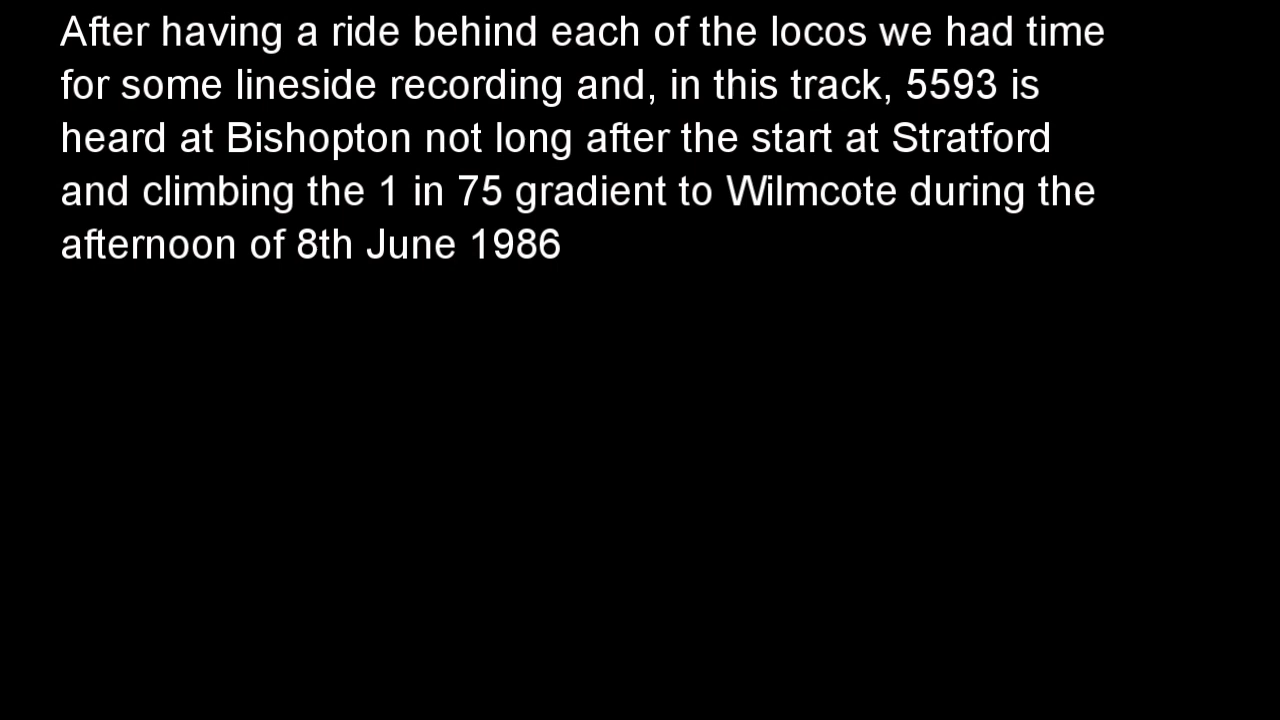 After having a ride behind each of the locos we had time
for some lineside recording and, in this track, 5593 is
heard at Bishopton not long after the start at Stratford
and climbing the 1 in 75 gradient to Wilmcote during the
afternoon of 8th June 1986